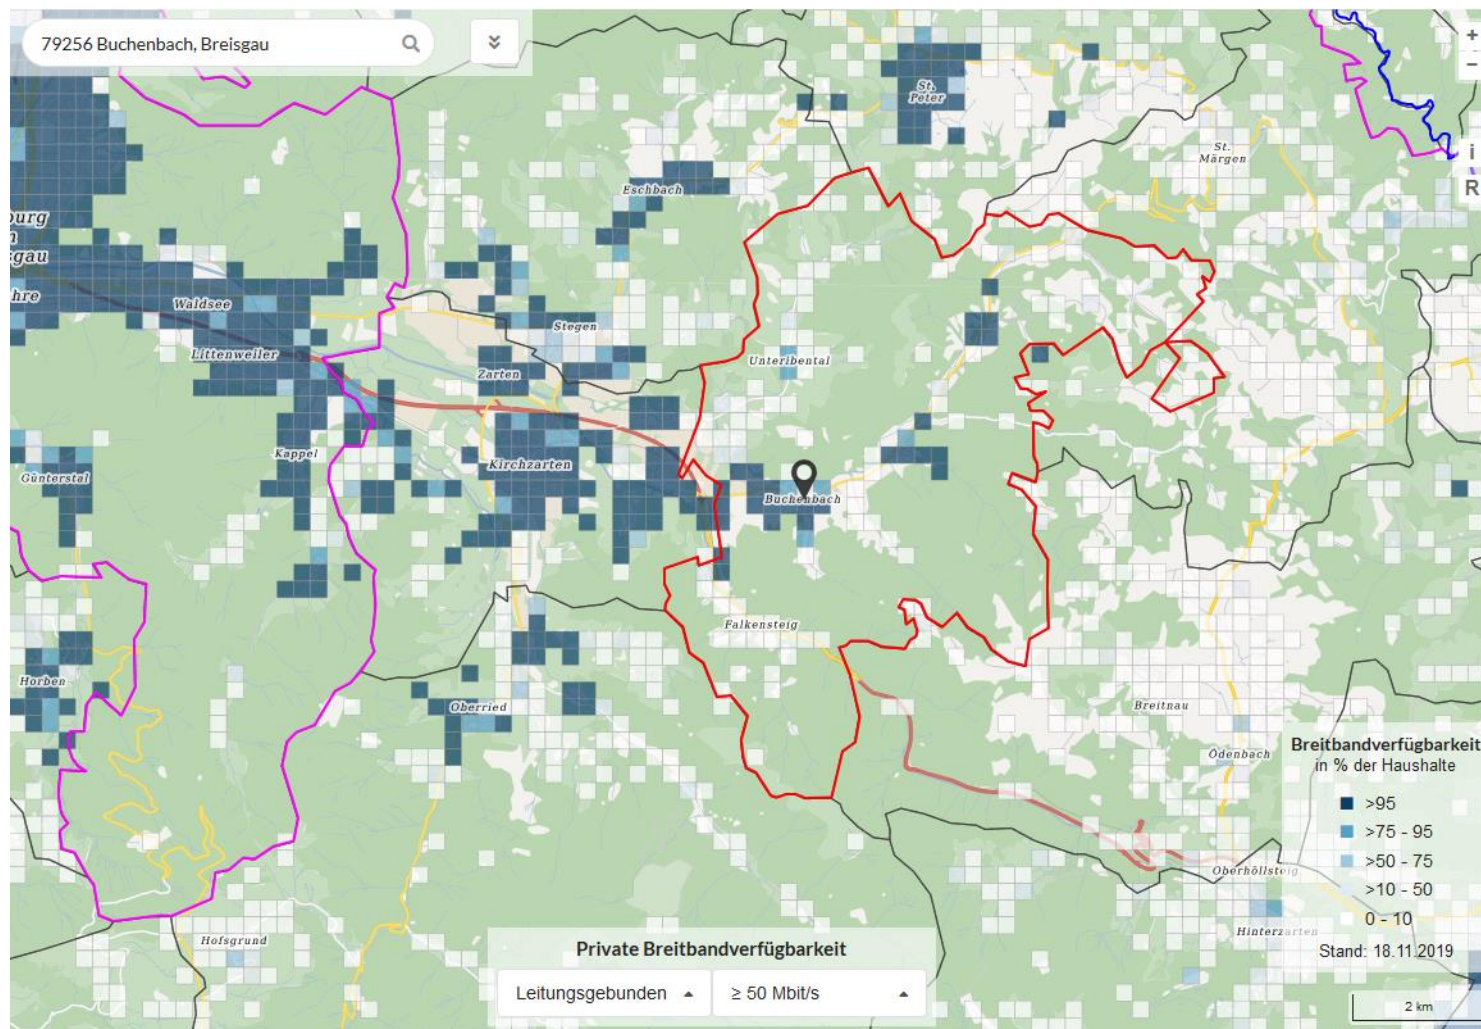 79256 Buchenbach, Breisgau
+
−
i
R
St.
Peter
St.
Märgen
Eschbach
burg
gau
hre
Waldsee
Stegen
Littenweiler
Zarten
Unteribental
Kappel
Kirchzarten
Günterstal
Buchenbach
Falkensteig
Horben
Oberried
Breitnau
Ödenbach
Oberhöllsteig
Hofsgrund
Hinterzarten
Breitbandverfügbarkeit
in % der Haushalte
>95
>75 - 95
>50 - 75
>10 - 50
0 - 10
Stand: 18.11.2019
Private Breitbandverfügbarkeit
Leitungsgebunden
≥ 50 Mbit/s
2 km